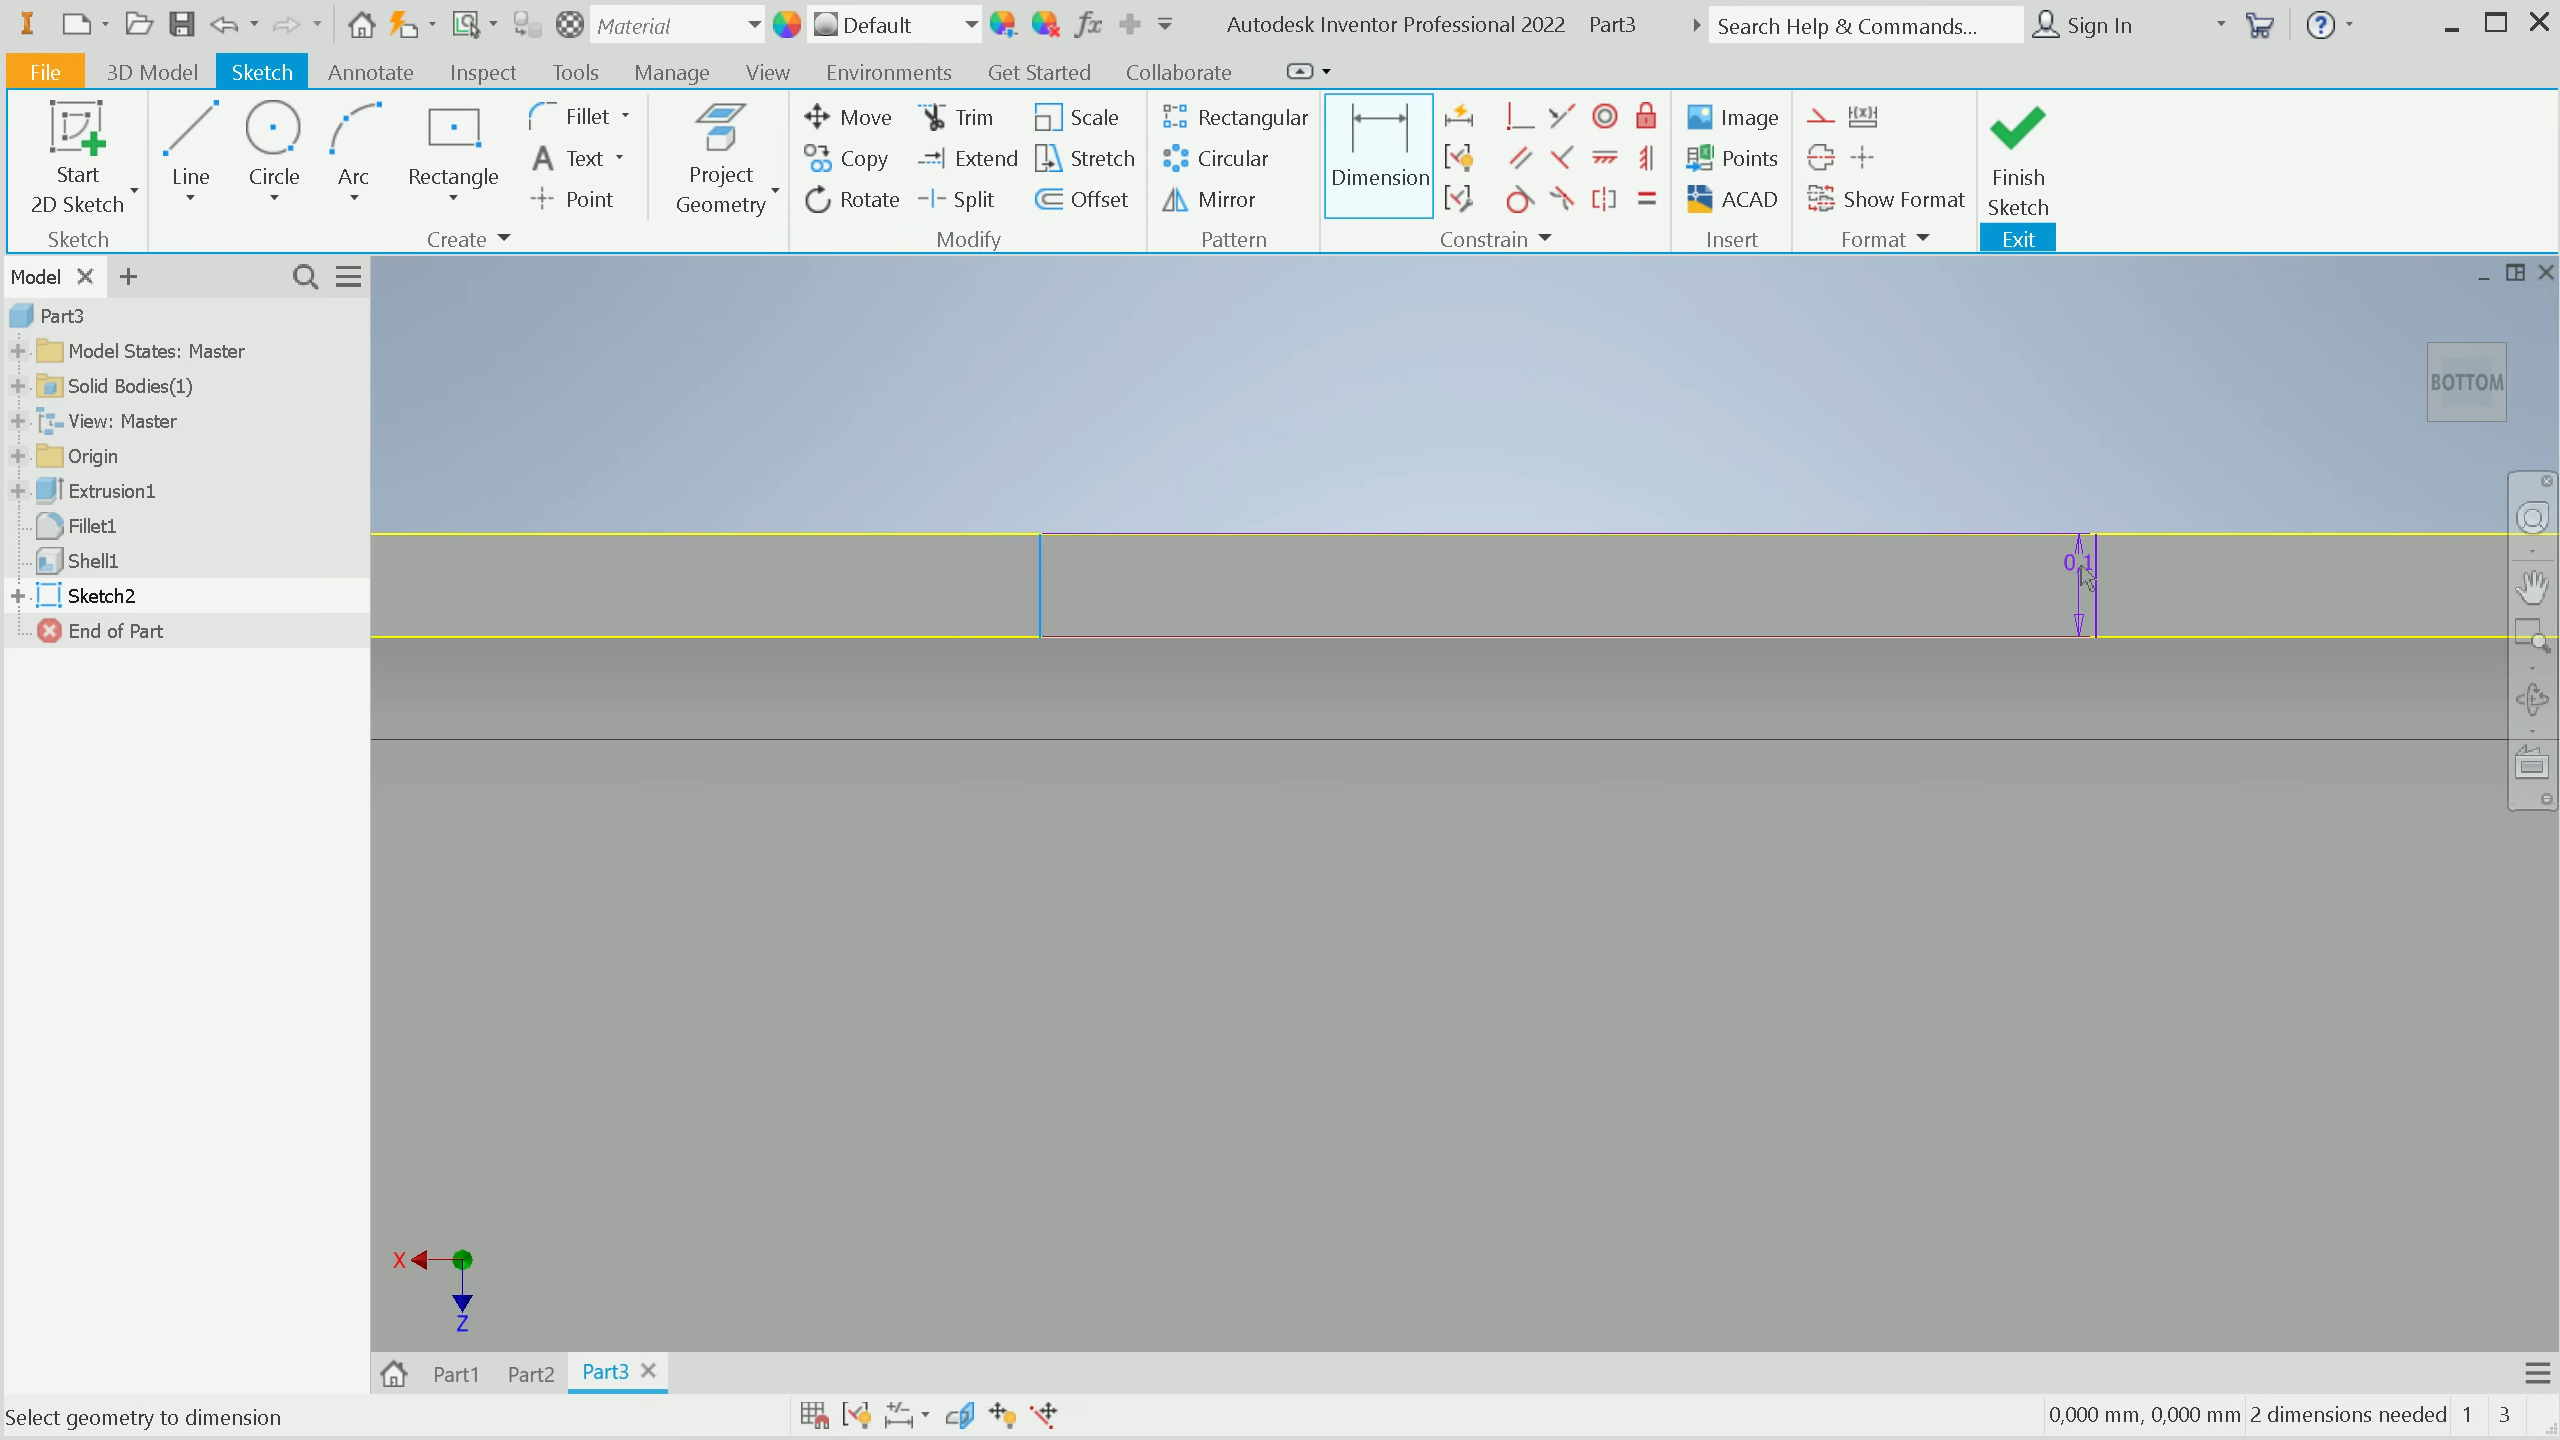 Material
Default
Autodesk Inventor Professional 2022 Part3
Search Help & Commands...
Sign In
File 3D Model Sketch Annotate Inspect Tools Manage View Environments Get Started Collaborate
Start
2D Sketch
Line
Circle
Arc
Rectangle
Fillet
Text
Point
Project
Geometry
Move
Copy
Rotate
Trim
Extend
Split
Scale
Stretch
Offset
Rectangular
Circular
Mirror
Dimension
Image
Points
ACAD
Show Format
Finish
Sketch
Sketch Create Modify Pattern Constrain Insert Format Exit
Model
Part3
Model States: Master
Solid Bodies(1)
View: Master
Origin
Extrusion1
Fillet1
Shell1
Sketch2
End of Part
BOTTOM
X
Z
Part1 Part2 Part3
Select geometry to dimension
0,000 mm, 0,000 mm 2 dimensions needed 1 3